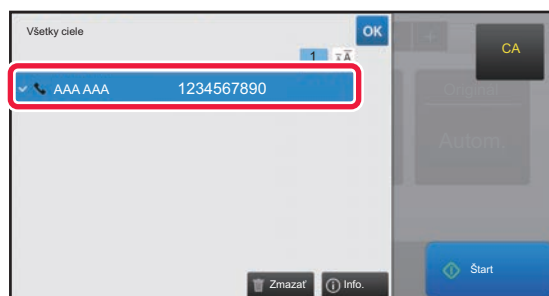 Všetky ciele
OK
1
CA
AAA AAA 1234567890
Originál
Autom.
Zmazať
Info.
Štart